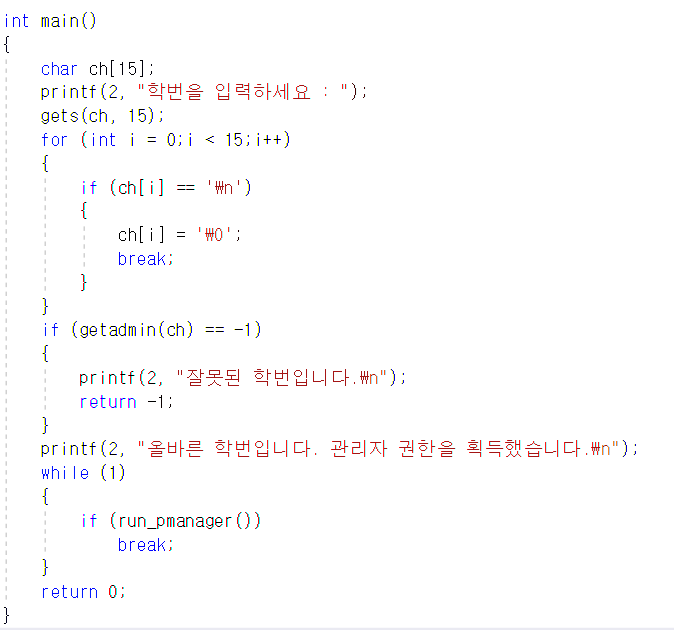 int main()
{
char ch[15];
printf(2, "학번을 입력하세요 : ");
gets(ch, 15);
for (int i = 0;i < 15;i++)
{
if (ch[i] == '₩n')
{
ch[i] = '₩0';
break;
}
}
if (getadmin(ch) == -1)
{
printf(2, "잘못된 학번입니다.₩n");
return -1;
}
printf(2, "올바른 학번입니다. 관리자 권한을 획득했습니다.₩n");
while (1)
{
if (run_pmanager())
break;
}
return 0;
}